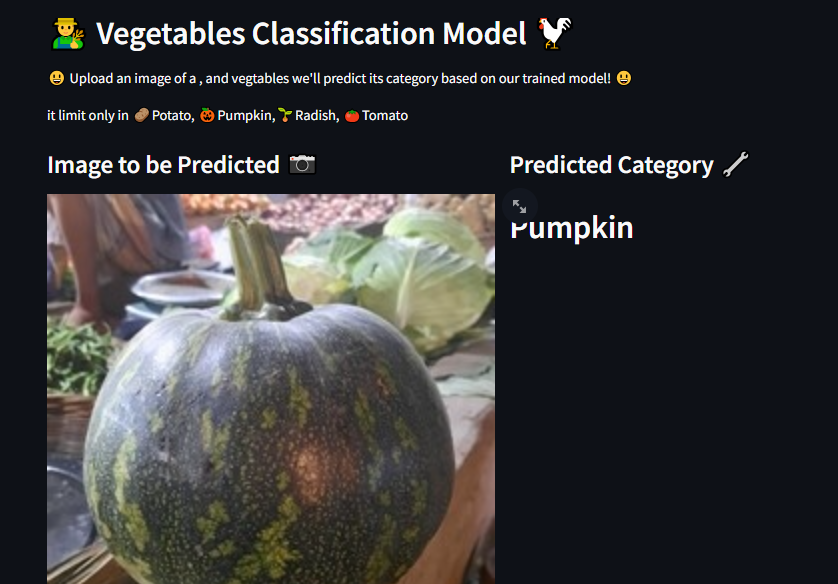 Vegetables Classification Model
Upload an image of a , and vegtables we'll predict its category based on our trained model!
it limit only in 🥔 Potato, 🎃 Pumpkin, 🌱 Radish, 🍅 Tomato
Image to be Predicted
Predicted Category
Pumpkin